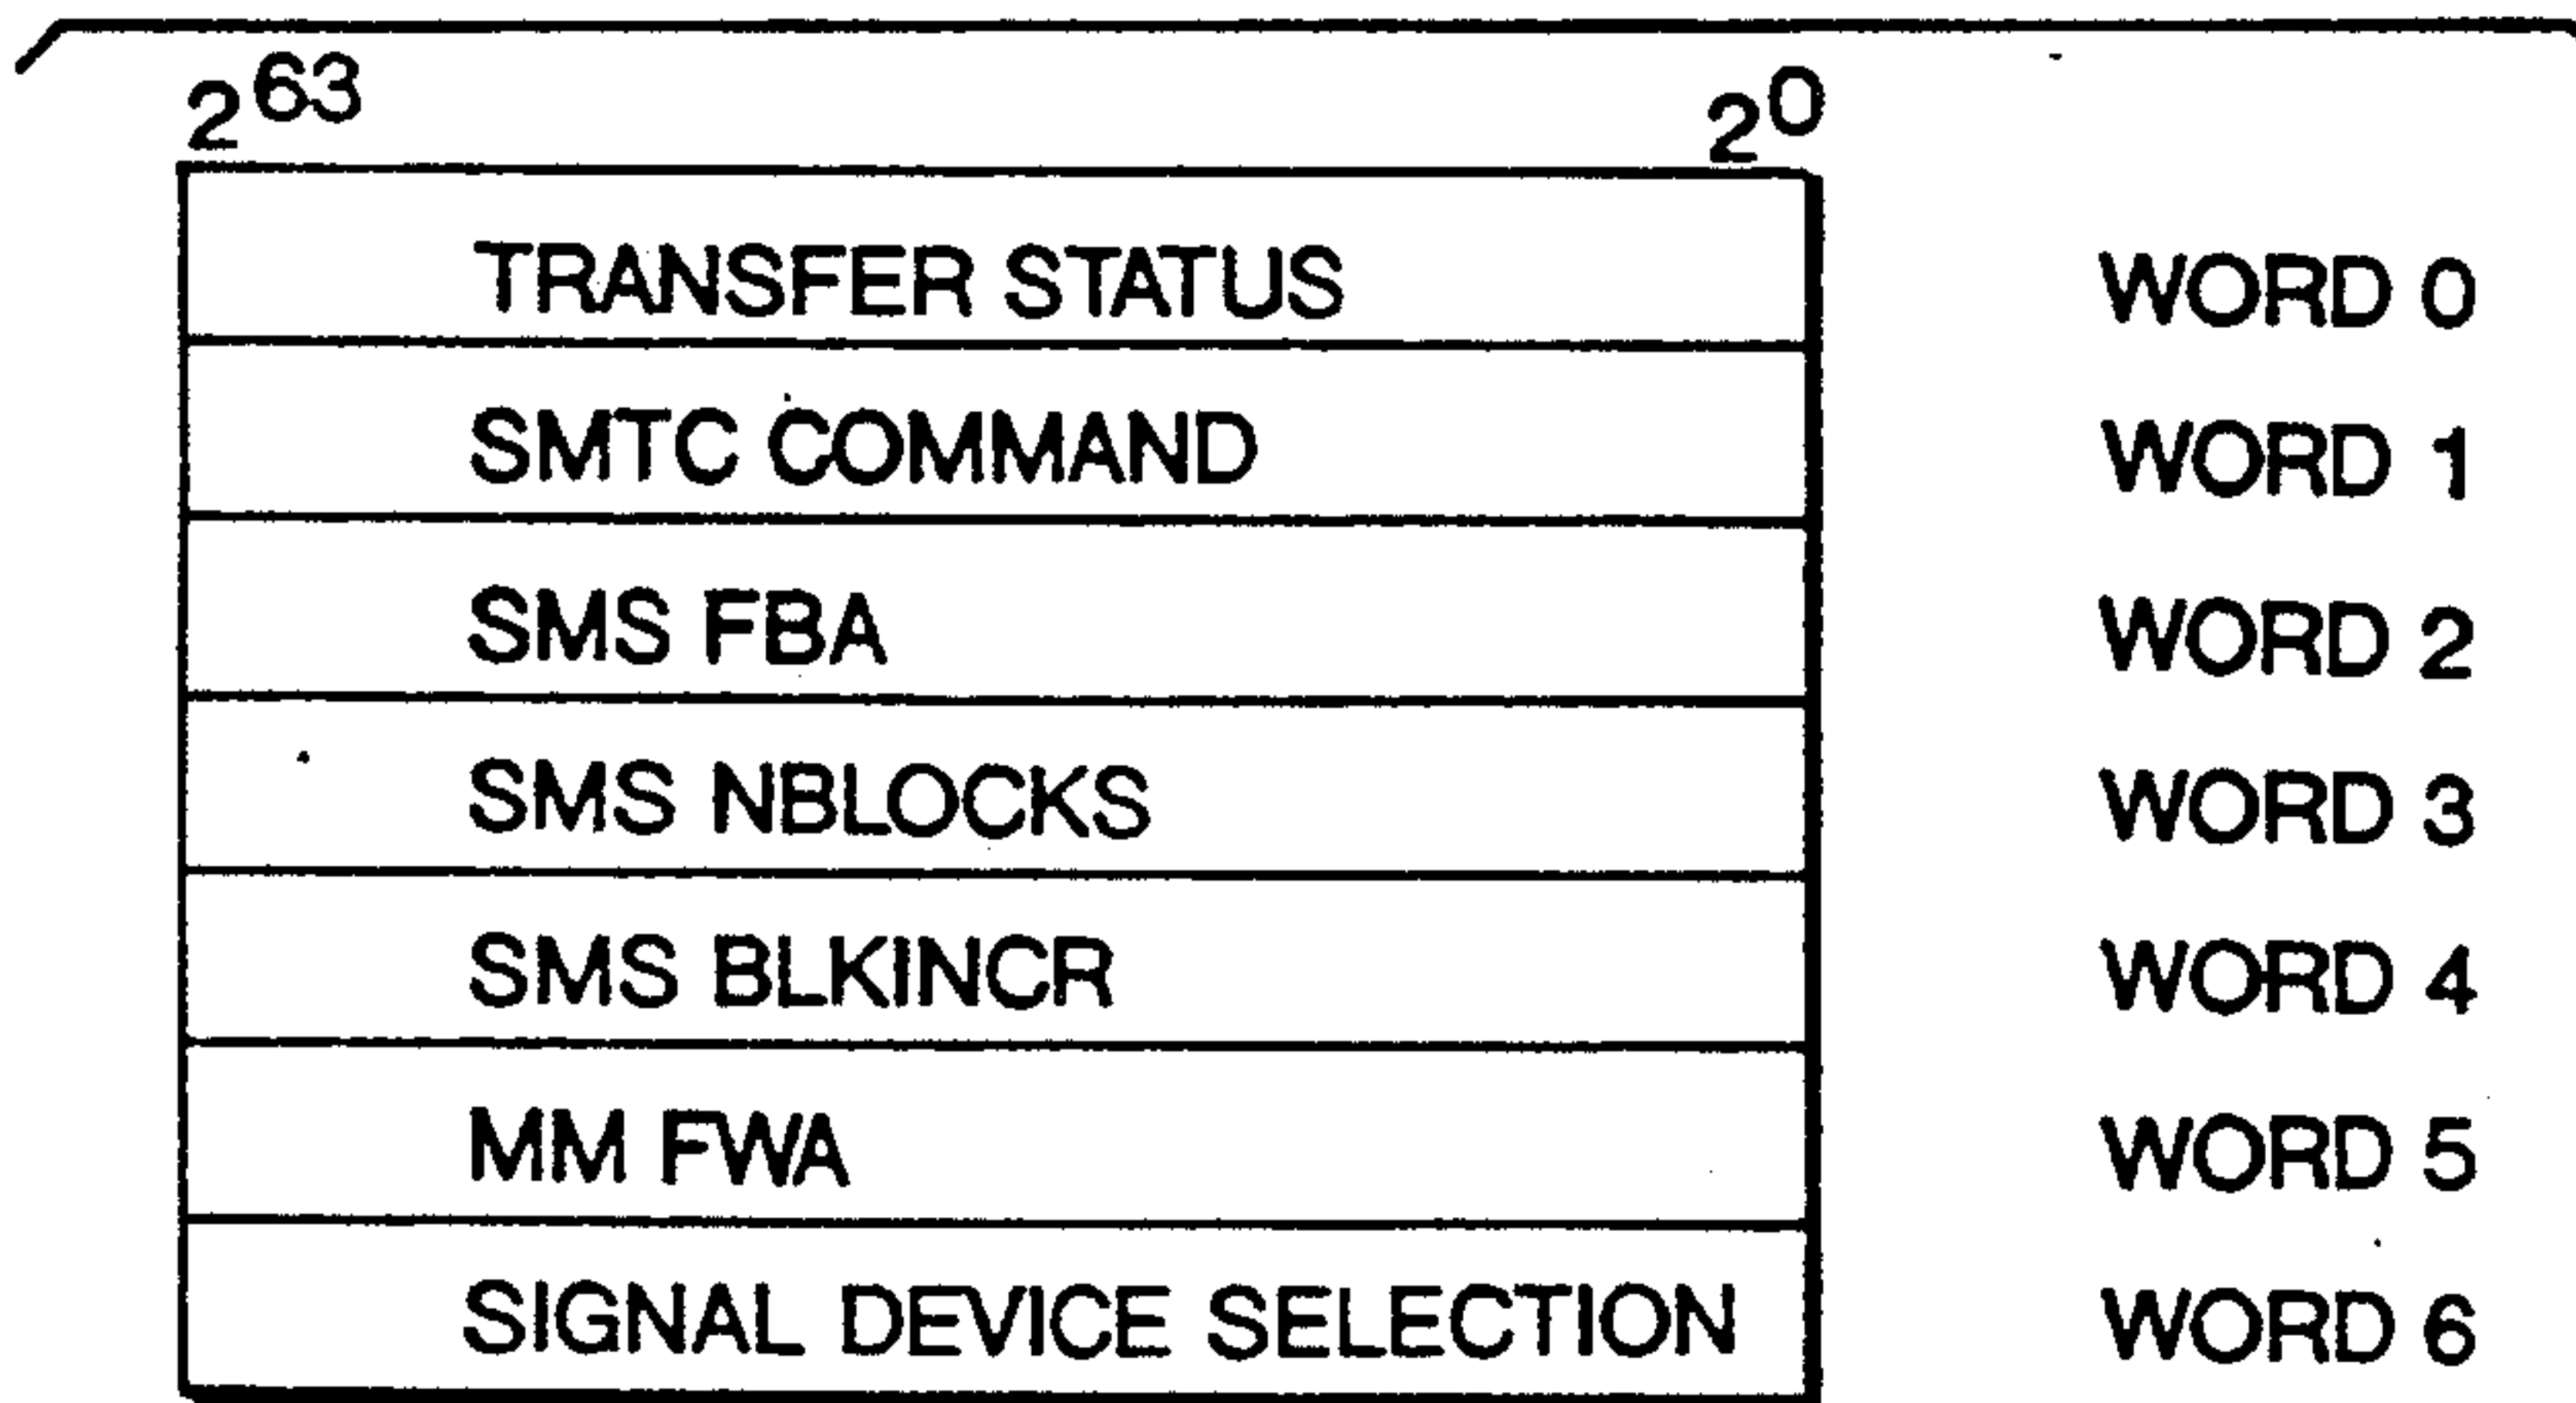 2^63 2^0
TRANSFER STATUS WORD 0
SMTC COMMAND WORD 1
SMS FBA WORD 2
SMS NBLOCKS WORD 3
SMS BLKINCR WORD 4
MM FWA WORD 5
SIGNAL DEVICE SELECTION WORD 6